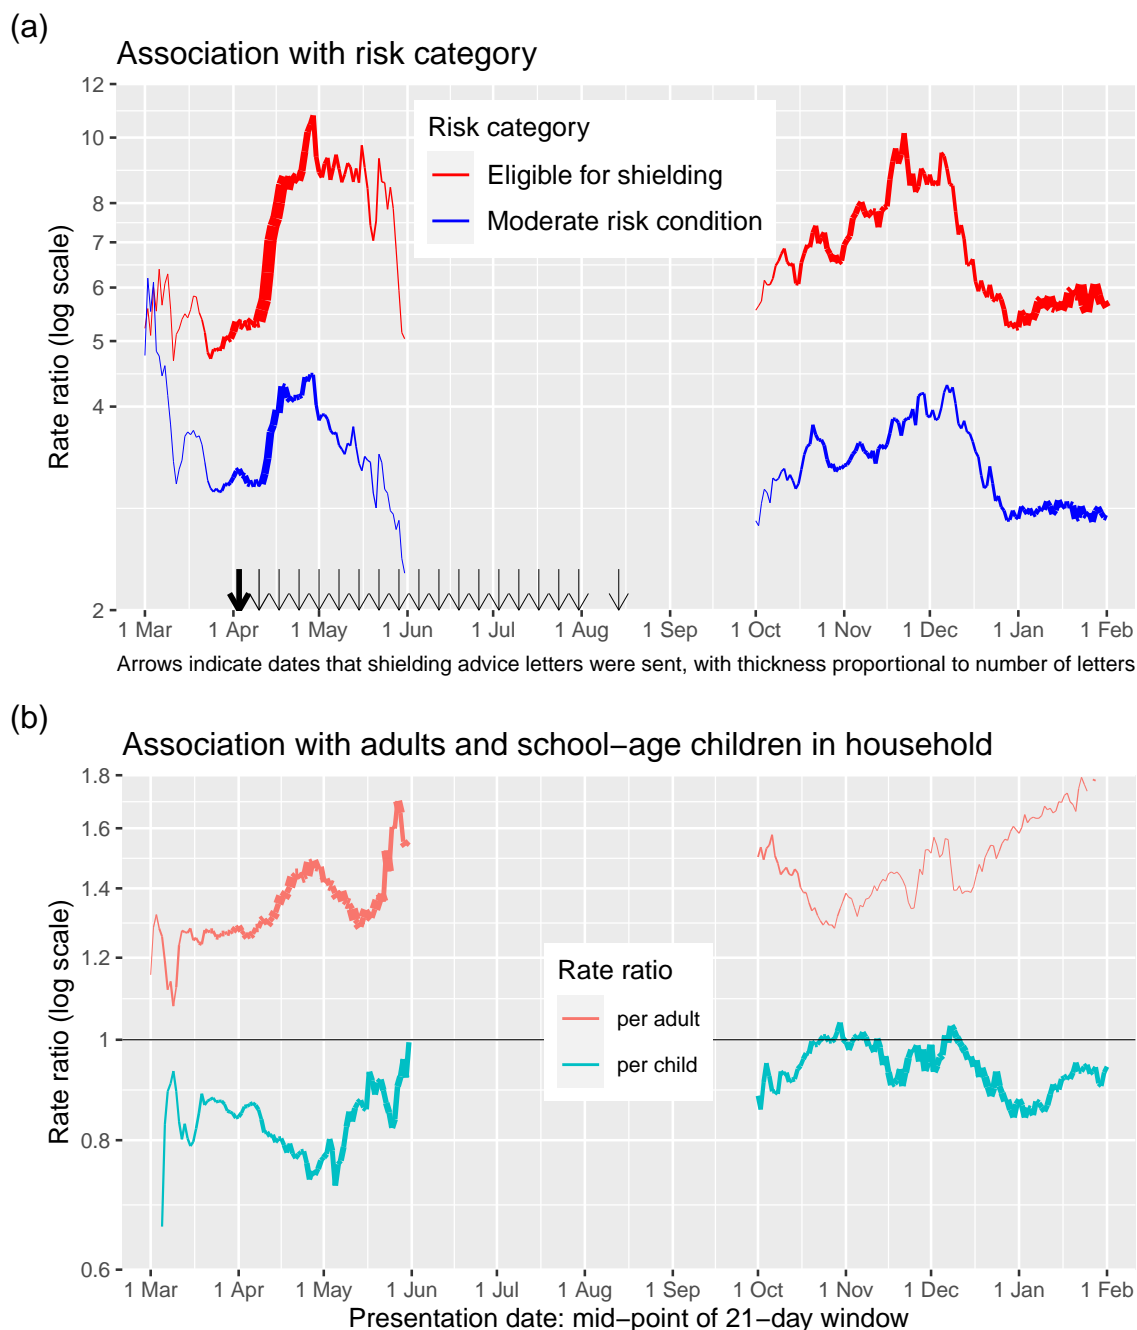 (a)
Association with risk category
12
10
8
7
6
5
4
2
Rate ratio (log scale)
Risk category
Eligible for shielding
Moderate risk condition
1 Mar 1 Apr 1 May 1 Jun 1 Jul 1 Aug 1 Sep 1 Oct 1 Nov 1 Dec 1 Jan 1 Feb
Arrows indicate dates that shielding advice letters were sent, with thickness proportional to number of letters
(b)
Association with adults and school−age children in household
1.8
1.6
1.4
1.2
1
0.8
0.6
Rate ratio (log scale)
Rate ratio
per adult
per child
1 Mar 1 Apr 1 May 1 Jun 1 Jul 1 Aug 1 Sep 1 Oct 1 Nov 1 Dec 1 Jan 1 Feb
Presentation date: mid−point of 21−day window